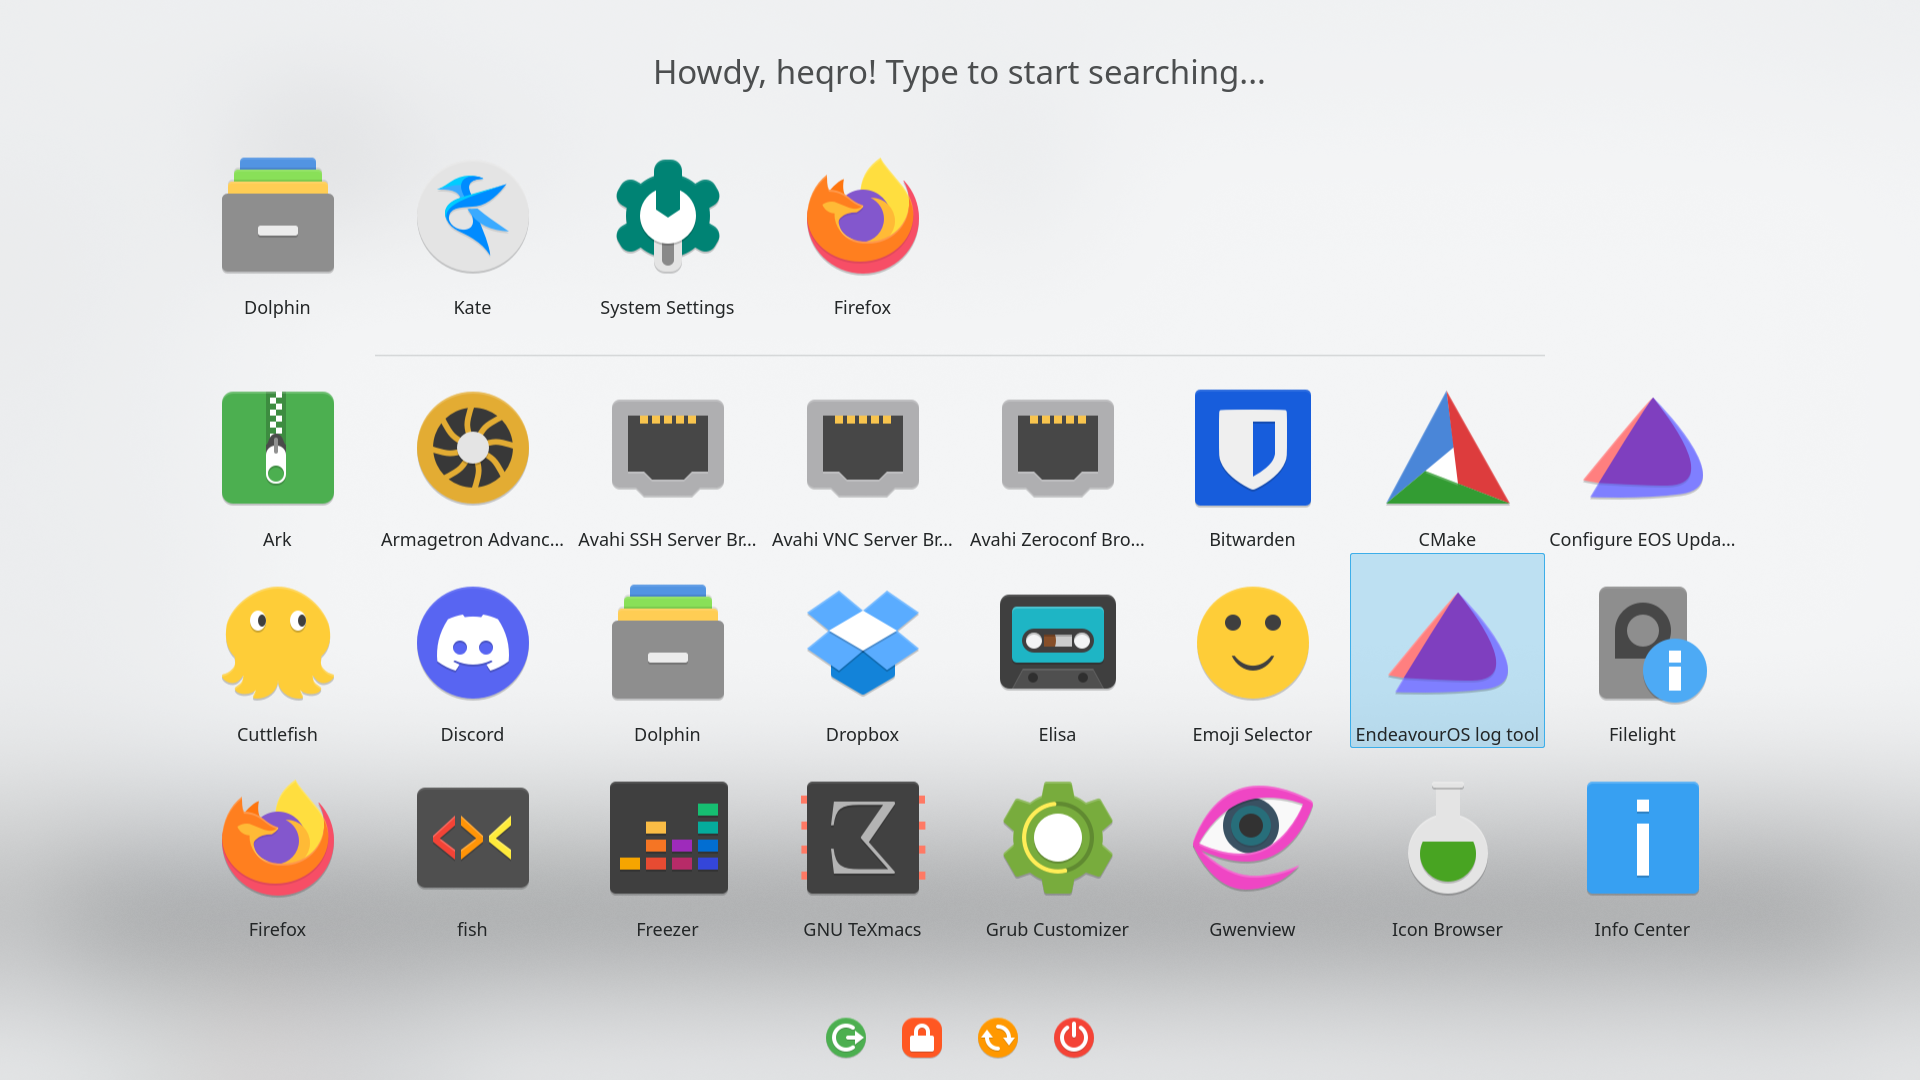 Howdy, heqro! Type to start searching...
Dolphin
Kate
System Settings
Firefox
Ark
Armagetron Advanc...
Avahi SSH Server Br...
Avahi VNC Server Br...
Avahi Zeroconf Bro...
Bitwarden
CMake
Configure EOS Upda...
Cuttlefish
Discord
Dolphin
Dropbox
Elisa
Emoji Selector
EndeavourOS log tool
Filelight
Firefox
fish
Freezer
GNU TeXmacs
Grub Customizer
Gwenview
Icon Browser
Info Center